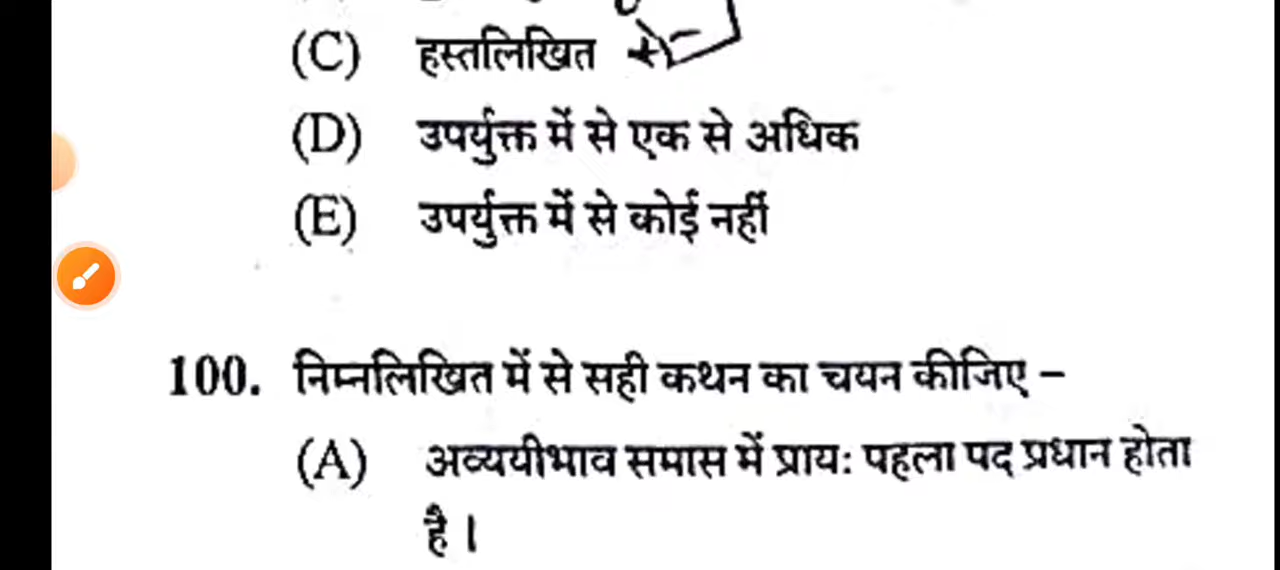 (C) हस्तलिखित
(D) उपर्युक्त में से एक से अधिक
(E) उपर्युक्त में से कोई नहीं
100. निम्नलिखित में से सही कथन का चयन कीजिए –
(A) अव्ययीभाव समास में प्रायः पहला पद प्रधान होता
है ।